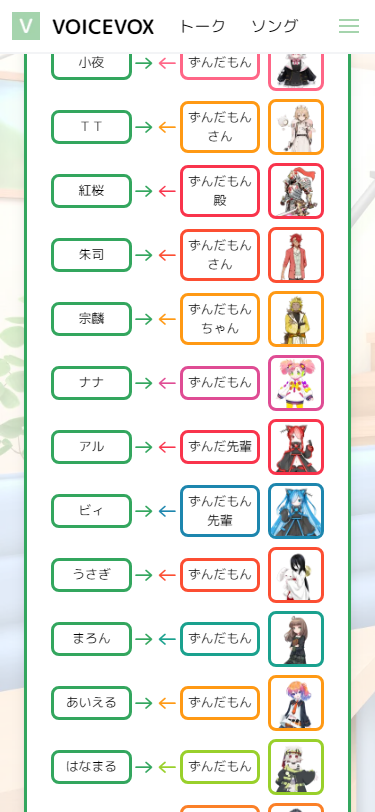 V VOICEVOX トーク ソング
小夜 → ← ずんだもん
TT → ← ずんだもん
さん
紅桜 → ← ずんだもん
殿
朱司 → ← ずんだもん
さん
宗麟 → ← ずんだもん
ちゃん
ナナ → ← ずんだもん
アル → ← ずんだ先輩
ビィ → ← ずんだもん
先輩
うさぎ → ← ずんだもん
まろん → ← ずんだもん
あいえる → ← ずんだもん
はなまる → ← ずんだもん